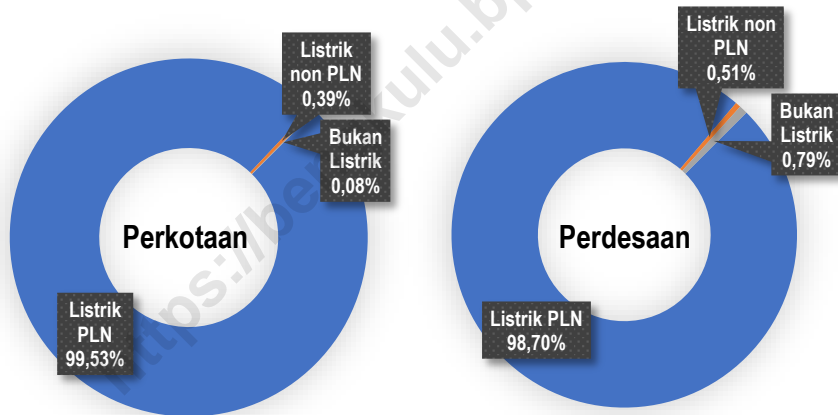 Listrik
non PLN
0,39%
Bukan
Listrik
0,08%
Perkotaan
Listrik
PLN
99,53%
Listrik non
PLN
0,51%
Bukan
Listrik
0,79%
Perdesaan
Listrik PLN
98,70%